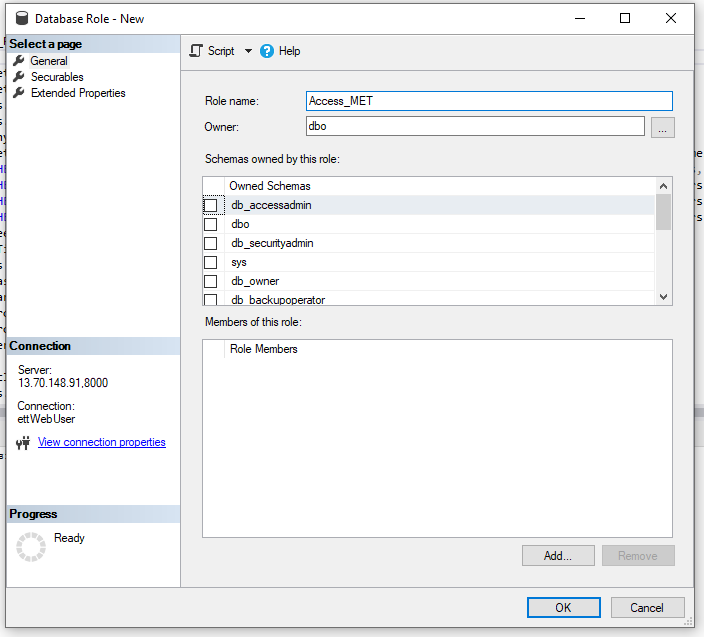 Database Role - New
Select a page
General
Securables
Extended Properties
Script
Help
Role name:
Access_MET
Owner:
dbo
...
Schemas owned by this role:
Owned Schemas
db_accessadmin
dbo
db_securityadmin
sys
db_owner
db_backupoperator
Members of this role:
Role Members
Connection
Server:
13.70.148.91,8000
Connection:
ettWebUser
View connection properties
Progress
Ready
Add...
Remove
OK
Cancel